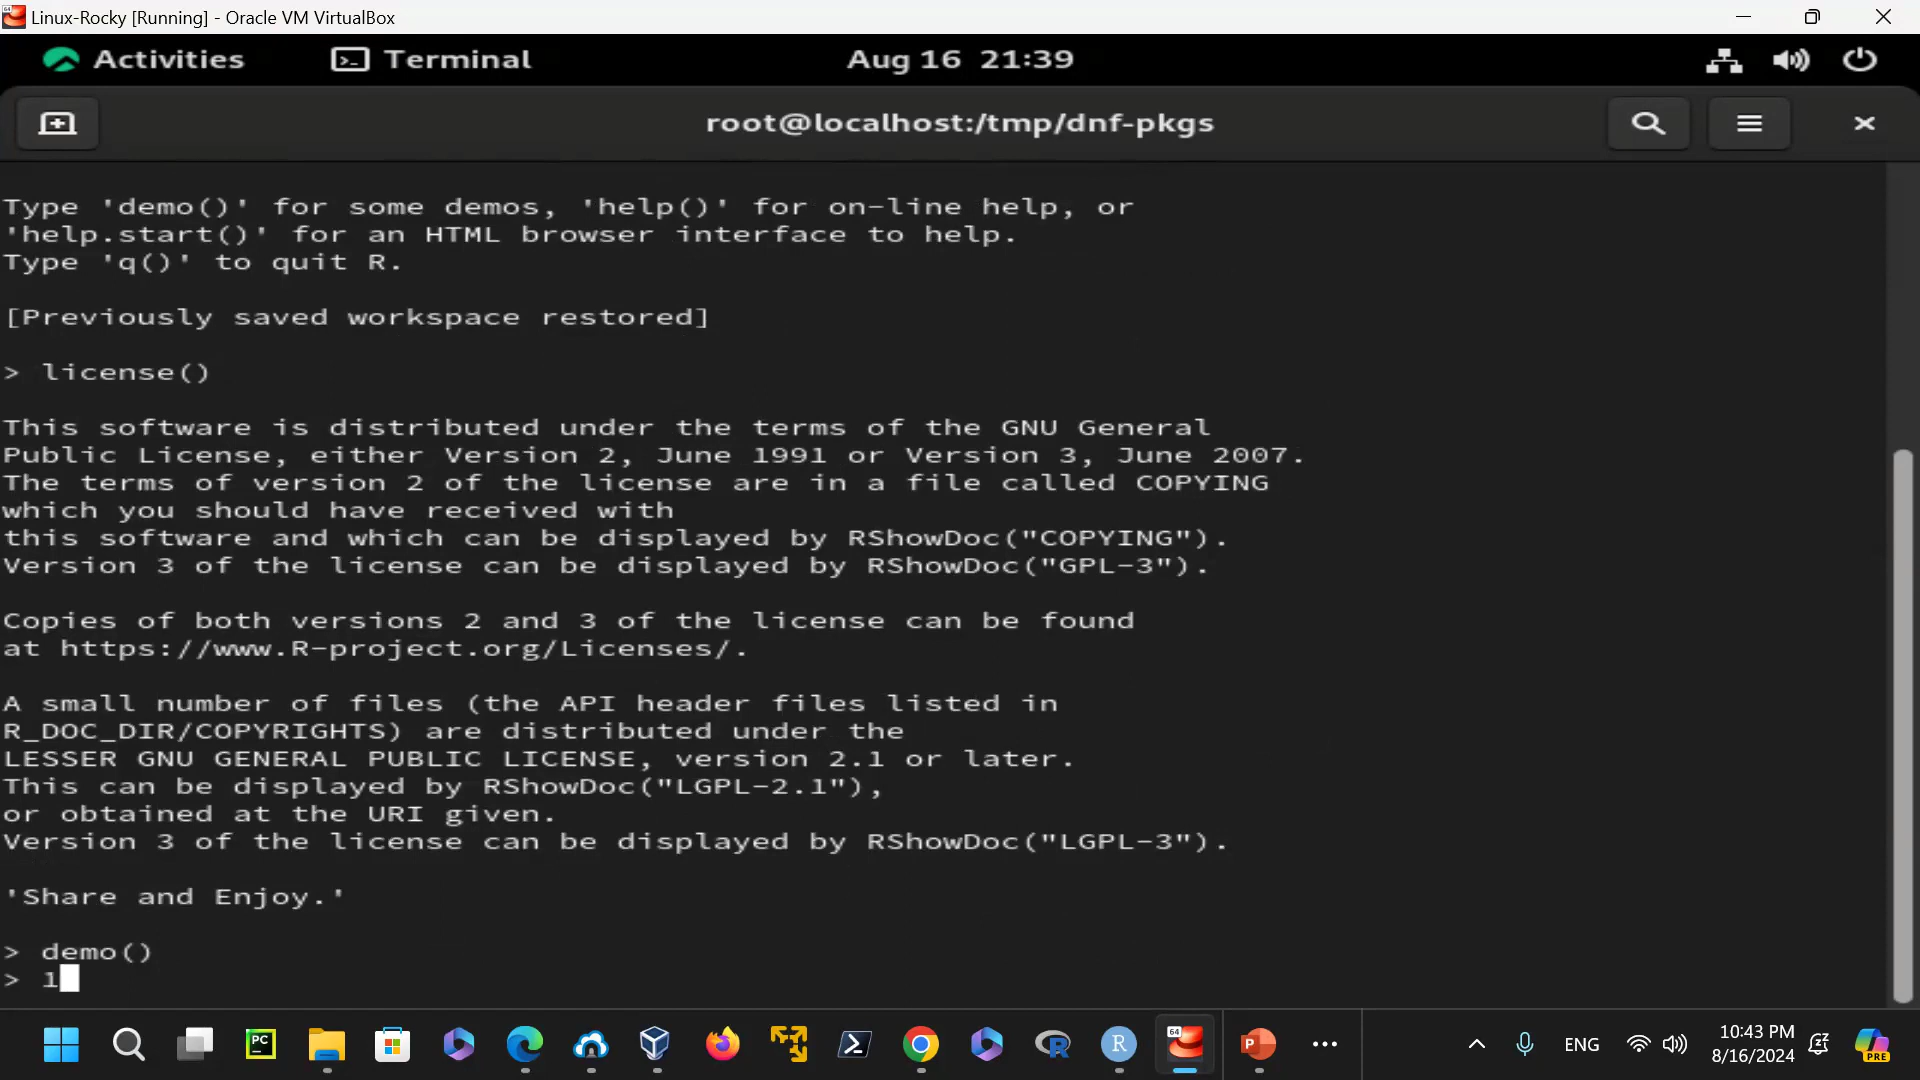 Linux-Rocky [Running] - Oracle VM VirtualBox
Activities
Terminal
Aug 16 21:39
root@localhost:/tmp/dnf-pkgs
Type 'demo()' for some demos, 'help()' for on-line help, or
'help.start()' for an HTML browser interface to help.
Type 'q()' to quit R.
[Previously saved workspace restored]
> license()
This software is distributed under the terms of the GNU General
Public License, either Version 2, June 1991 or Version 3, June 2007.
The terms of version 2 of the license are in a file called COPYING
which you should have received with
this software and which can be displayed by RShowDoc("COPYING").
Version 3 of the license can be displayed by RShowDoc("GPL-3").
Copies of both versions 2 and 3 of the license can be found
at https://www.R-project.org/Licenses/.
A small number of files (the API header files listed in
R_DOC_DIR/COPYRIGHTS) are distributed under the
LESSER GNU GENERAL PUBLIC LICENSE, version 2.1 or later.
This can be displayed by RShowDoc("LGPL-2.1"),
or obtained at the URI given.
Version 3 of the license can be displayed by RShowDoc("LGPL-3").
'Share and Enjoy.'
> demo()
> 1
PC
64
R
R
P
ENG
10:43 PM
8/16/2024
PRE